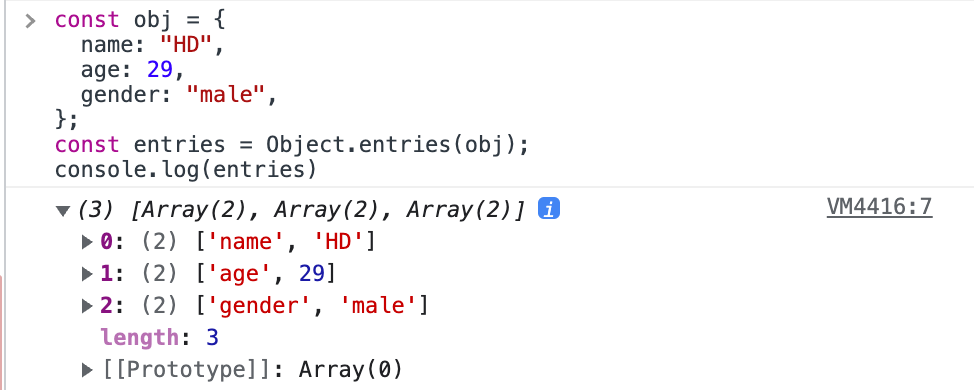 const obj = {
name: "HD",
age: 29,
gender: "male",
};
const entries = Object.entries(obj);
console.log(entries)
(3) [Array(2), Array(2), Array(2)] i VM4416:7
0: (2) ['name', 'HD']
1: (2) ['age', 29]
2: (2) ['gender', 'male']
length: 3
[[Prototype]]: Array(0)